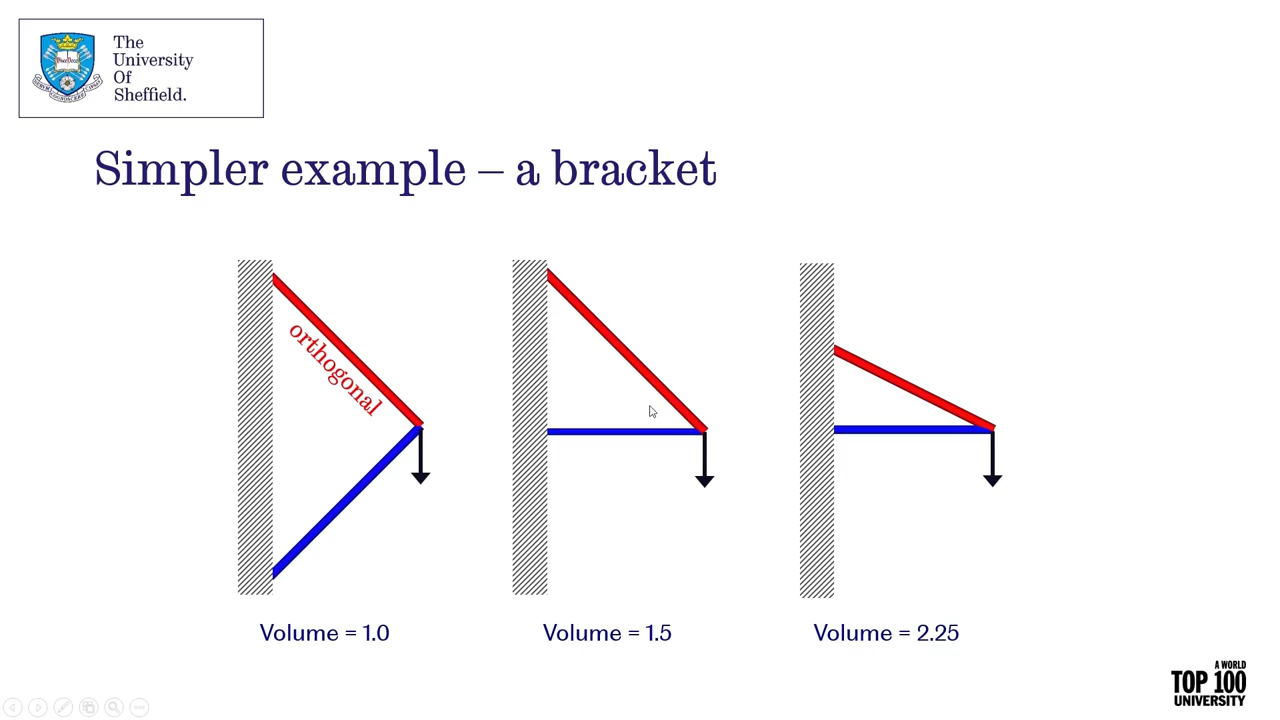 The
University
Of
Sheffield.
Simpler example – a bracket
orthogonal
Volume = 1.0
Volume = 1.5
Volume = 2.25
A WORLD
TOP 100
UNIVERSITY